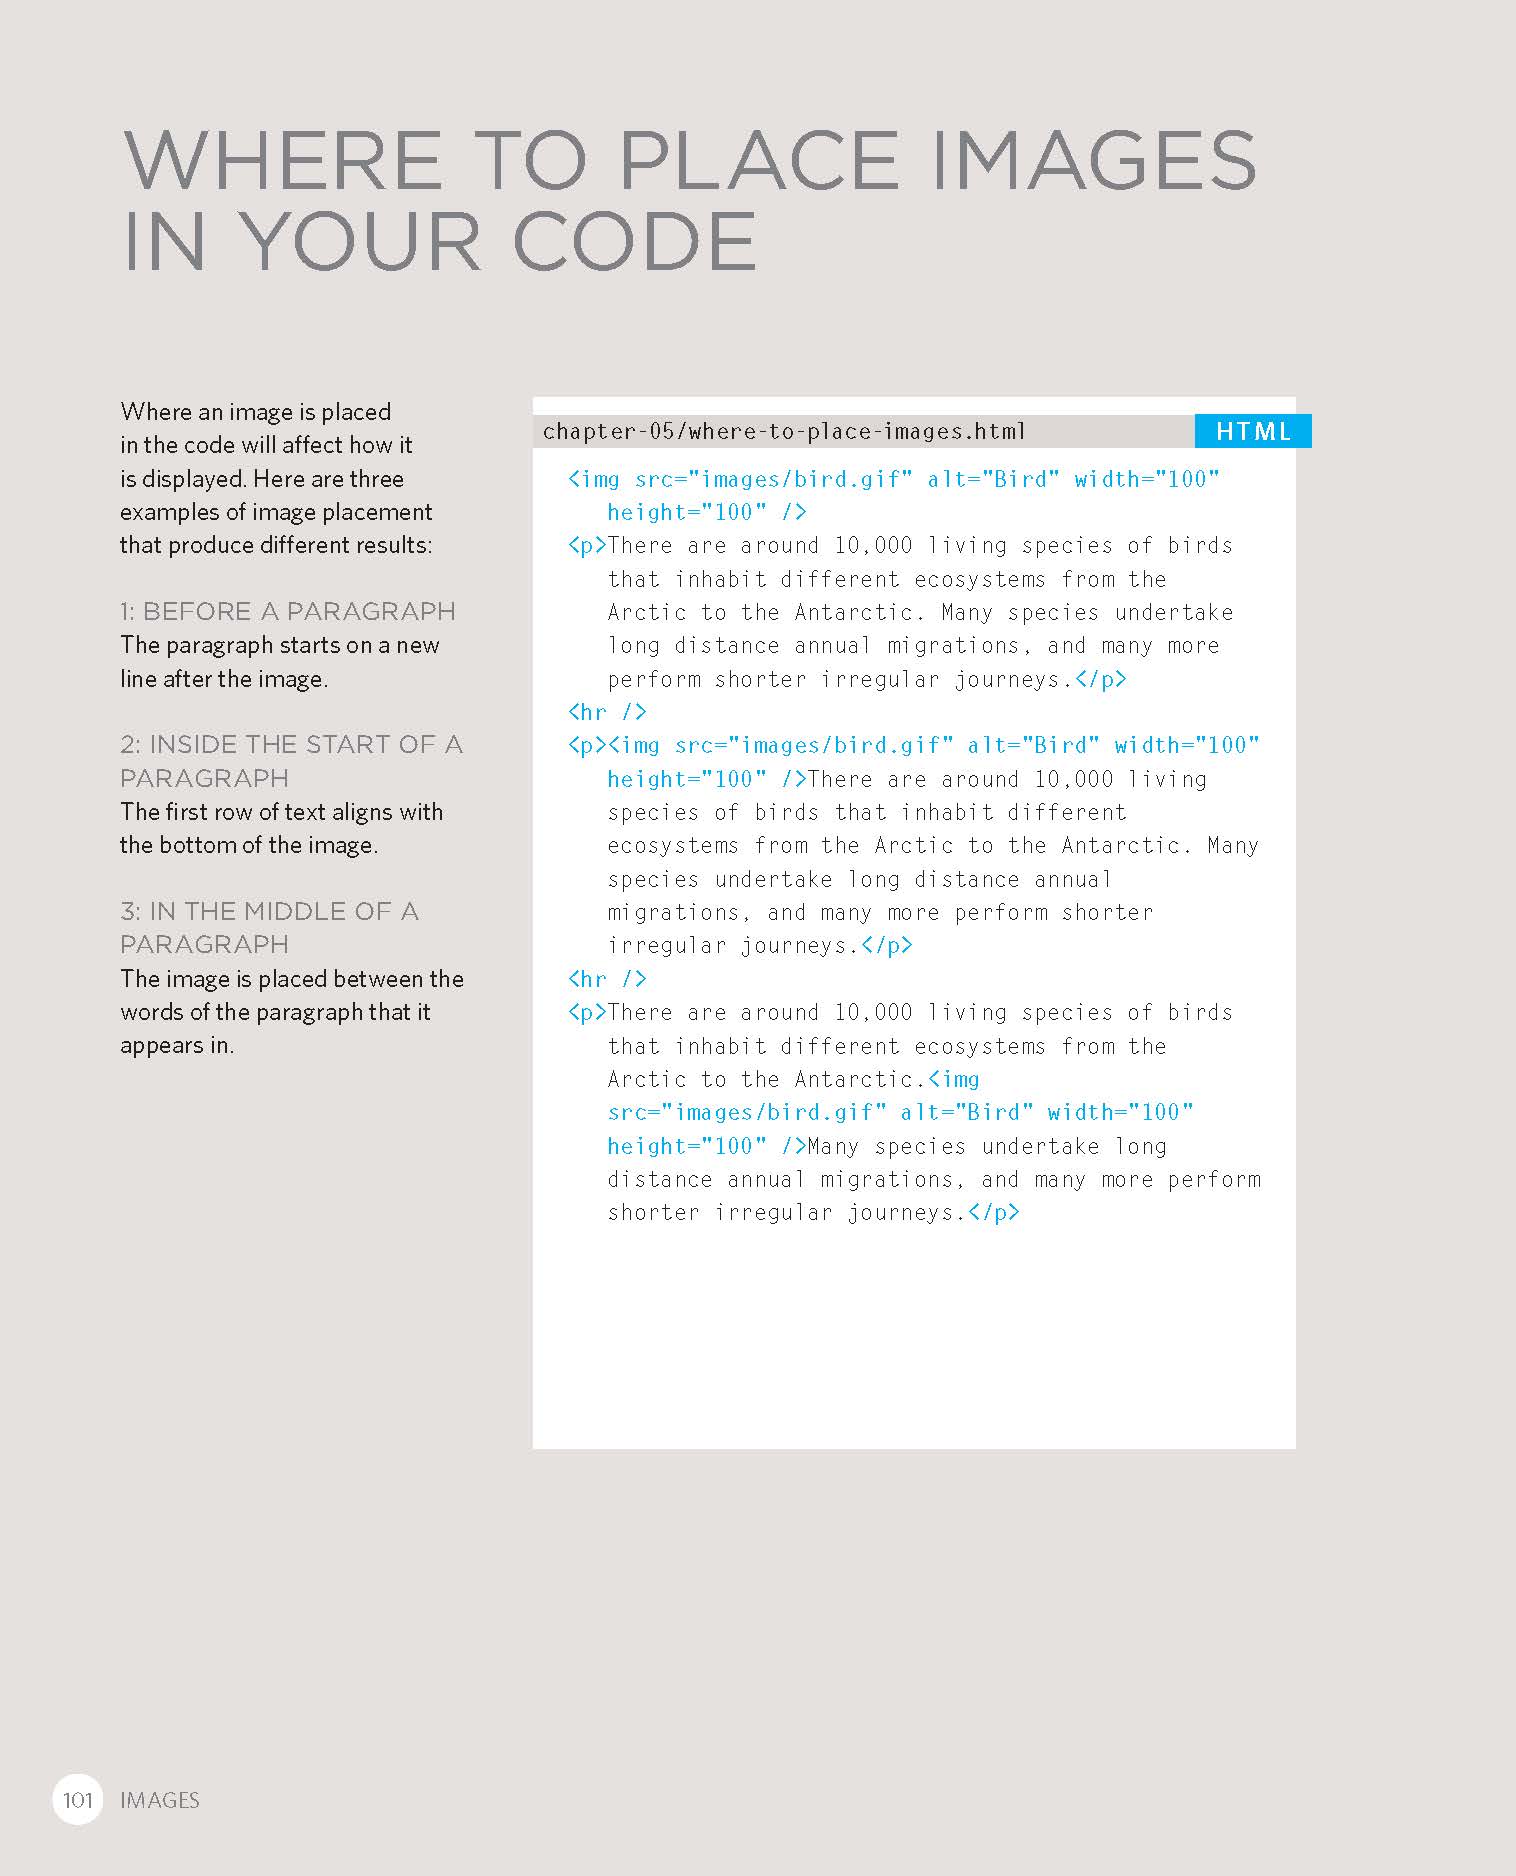 WHERE TO PLACE IMAGES
IN YOUR CODE
Where an image is placed
in the code will affect how it
is displayed. Here are three
examples of image placement
that produce different results:
1: BEFORE A PARAGRAPH
The paragraph starts on a new
line after the image.
2: INSIDE THE START OF A
PARAGRAPH
The first row of text aligns with
the bottom of the image.
3: IN THE MIDDLE OF A
PARAGRAPH
The image is placed between the
words of the paragraph that it
appears in.
chapter-05/where-to-place-images.html
HTML
<img src="images/bird.gif" alt="Bird" width="100"
height="100" />
<p>There are around 10,000 living species of birds
that inhabit different ecosystems from the
Arctic to the Antarctic. Many species undertake
long distance annual migrations, and many more
perform shorter irregular journeys.</p>
<hr />
<p><img src="images/bird.gif" alt="Bird" width="100"
height="100" />There are around 10,000 living
species of birds that inhabit different
ecosystems from the Arctic to the Antarctic. Many
species undertake long distance annual
migrations, and many more perform shorter
irregular journeys.</p>
<hr />
<p>There are around 10,000 living species of birds
that inhabit different ecosystems from the
Arctic to the Antarctic.<img
src="images/bird.gif" alt="Bird" width="100"
height="100" />Many species undertake long
distance annual migrations, and many more perform
shorter irregular journeys.</p>
101 IMAGES